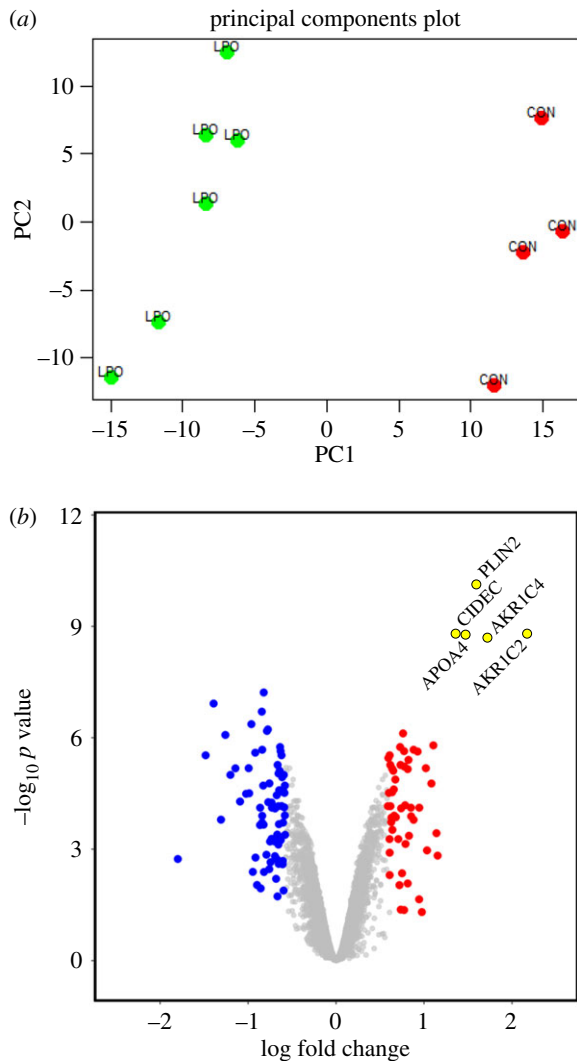 (a) principal components plot
LPO
10
CON
LPO LPO
5
LPO
PC2
0
CON
CON
−5
LPO
−10
LPO
CON
−15 −10 −5 0 5 10 15
PC1
(b)
12
PLIN2
CIDEC
AKR1C4
9
APOA4
AKR1C2
−log10 p value
6
3
0
−2 −1 0 1 2
log fold change